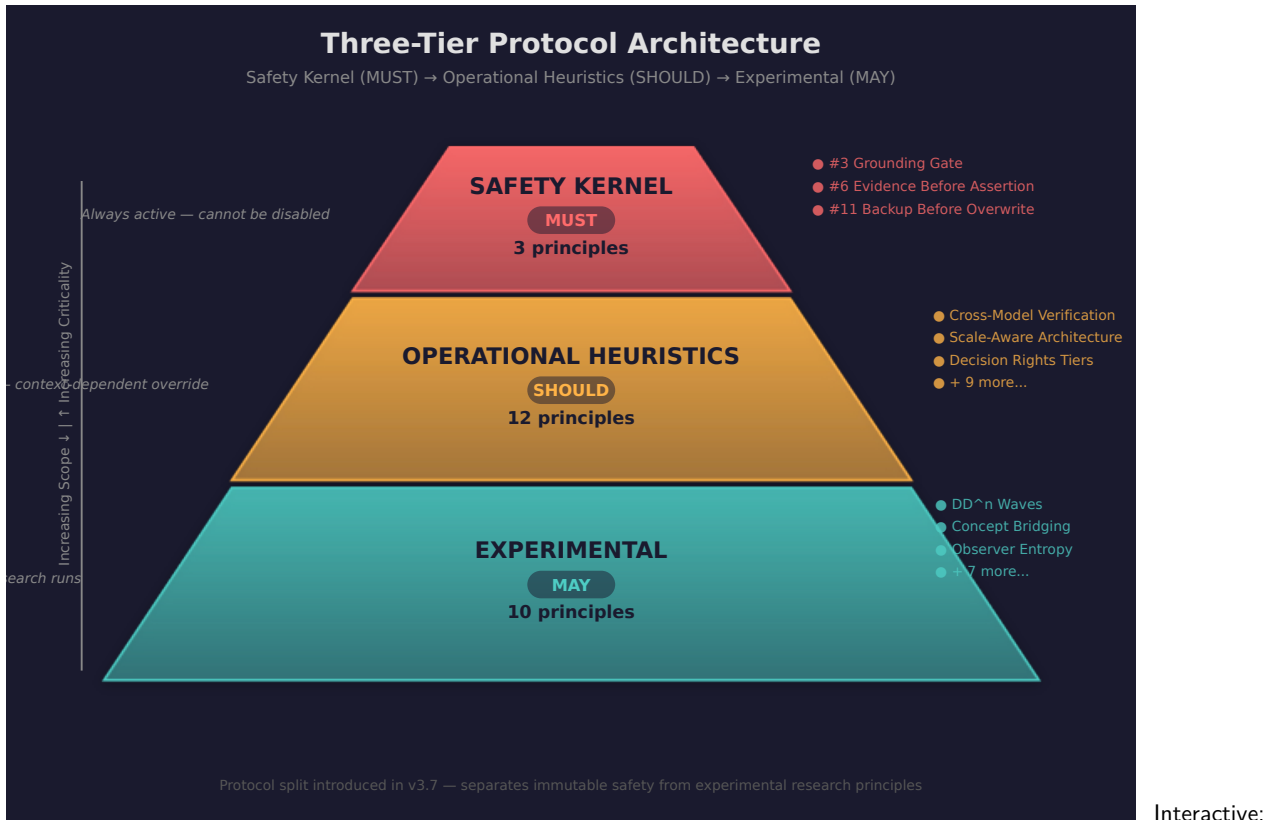 Three-Tier Protocol Architecture
Safety Kernel (MUST) → Operational Heuristics (SHOULD) → Experimental (MAY)
SAFETY KERNEL
MUST
3 principles
● #3 Grounding Gate
● #6 Evidence Before Assertion
● #11 Backup Before Overwrite
Always active — cannot be disabled
Increasing Scope ↓ | ↑ Increasing Criticality
OPERATIONAL HEURISTICS
SHOULD
12 principles
● Cross-Model Verification
● Scale-Aware Architecture
● Decision Rights Tiers
● + 9 more...
— context-dependent override
EXPERIMENTAL
MAY
10 principles
● DD^n Waves
● Concept Bridging
● Observer Entropy
● + 7 more...
search runs
Protocol split introduced in v3.7 — separates immutable safety from experimental research principles
Interactive: